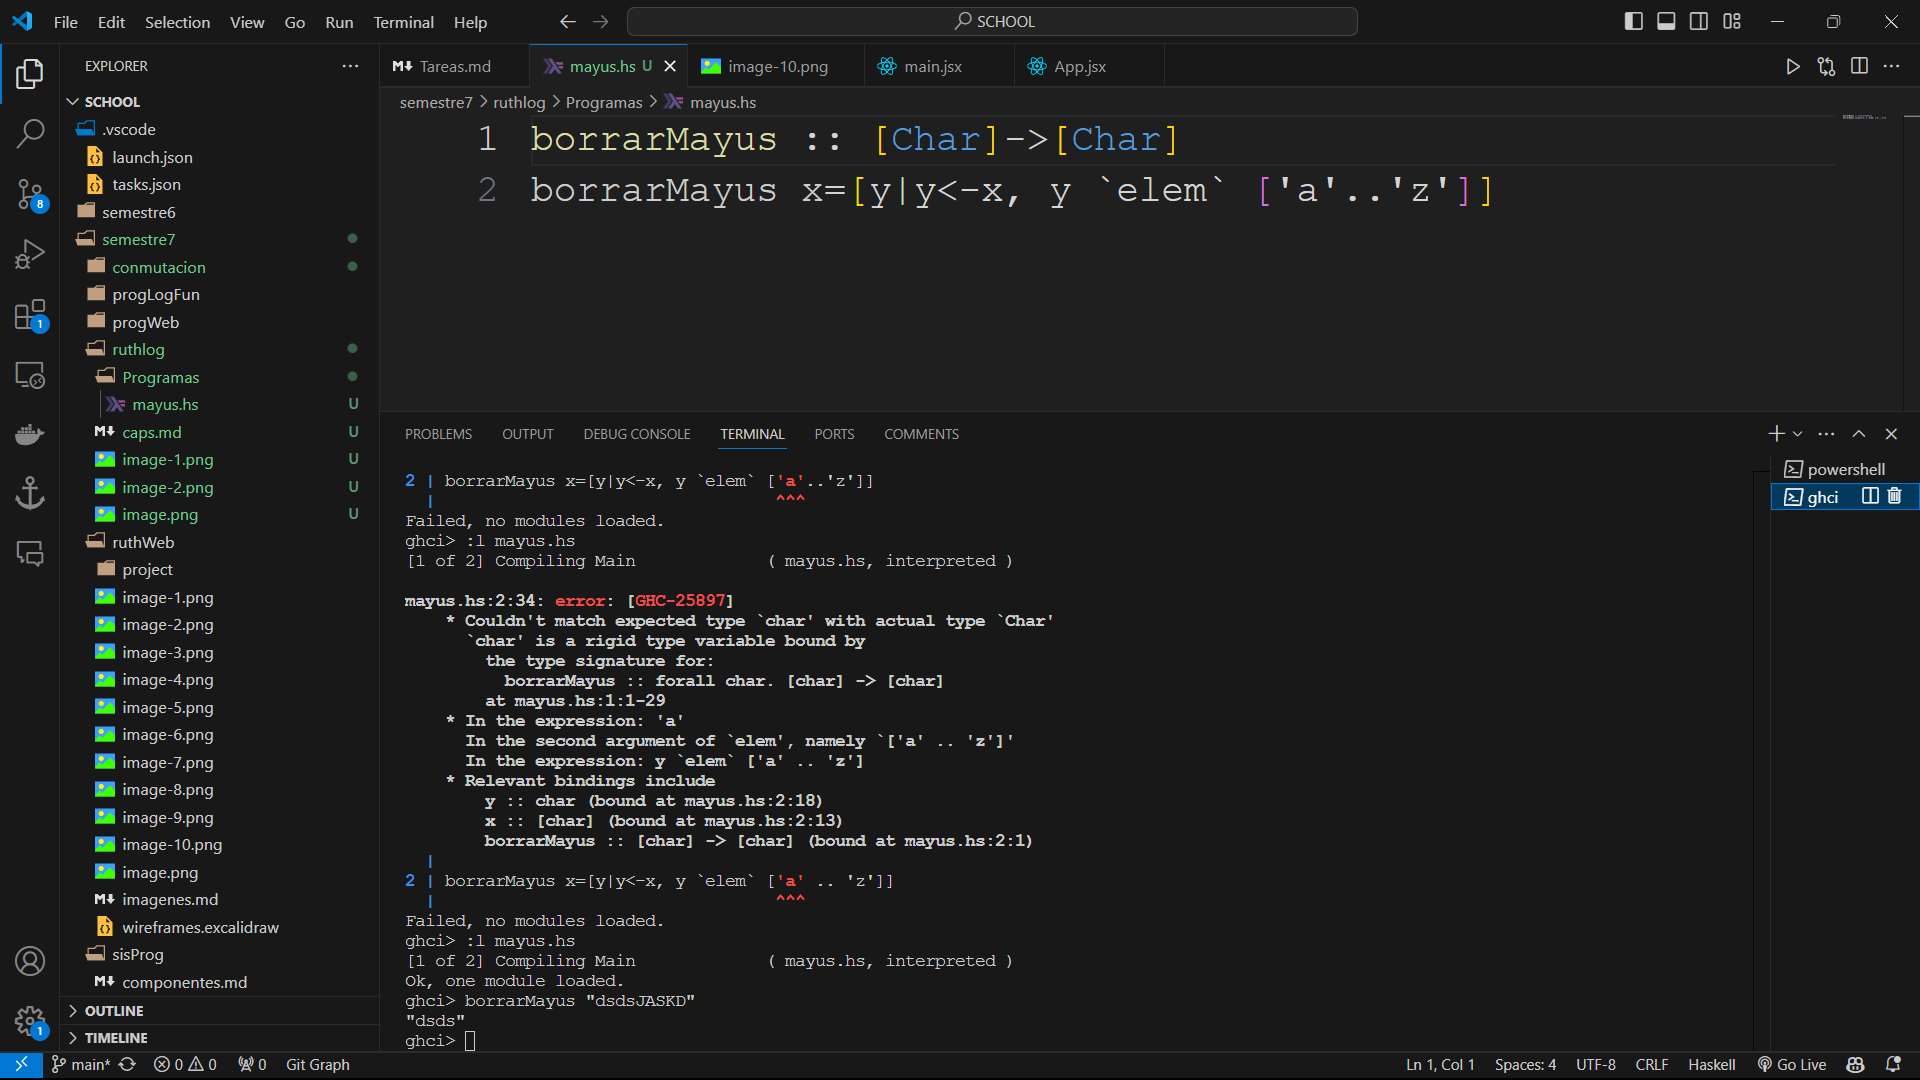 File Edit Selection View Go Run Terminal Help
SCHOOL
EXPLORER
SCHOOL
.vscode
launch.json
tasks.json
semestre6
semestre7
conmutacion
progLogFun
progWeb
ruthlog
Programas
mayus.hs U
caps.md U
image-1.png U
image-2.png U
image.png U
ruthWeb
project
image-1.png
image-2.png
image-3.png
image-4.png
image-5.png
image-6.png
image-7.png
image-8.png
image-9.png
image-10.png
image.png
imagenes.md
wireframes.excalidraw
sisProg
componentes.md
OUTLINE
TIMELINE
8
1
1
Tareas.md mayus.hs U image-10.png main.jsx App.jsx
semestre7 > ruthlog > Programas > mayus.hs
1 borrarMayus :: [Char]->[Char]
2 borrarMayus x=[y|y<-x, y `elem` ['a'..'z']]
PROBLEMS OUTPUT DEBUG CONSOLE TERMINAL PORTS COMMENTS
powershell
ghci
2 | borrarMayus x=[y|y<-x, y `elem` ['a'..'z']]
| ^^^
Failed, no modules loaded.
ghci> :l mayus.hs
[1 of 2] Compiling Main ( mayus.hs, interpreted )
mayus.hs:2:34: error: [GHC-25897]
* Couldn't match expected type `char' with actual type `Char'
`char' is a rigid type variable bound by
the type signature for:
borrarMayus :: forall char. [char] -> [char]
at mayus.hs:1:1-29
* In the expression: 'a'
In the second argument of `elem', namely `['a' .. 'z']'
In the expression: y `elem` ['a' .. 'z']
* Relevant bindings include
y :: char (bound at mayus.hs:2:18)
x :: [char] (bound at mayus.hs:2:13)
borrarMayus :: [char] -> [char] (bound at mayus.hs:2:1)
|
2 | borrarMayus x=[y|y<-x, y `elem` ['a' .. 'z']]
| ^^^
Failed, no modules loaded.
ghci> :l mayus.hs
[1 of 2] Compiling Main ( mayus.hs, interpreted )
Ok, one module loaded.
ghci> borrarMayus "dsdsJASKD"
"dsds"
ghci>
main* 0 0 0 Git Graph Ln 1, Col 1 Spaces: 4 UTF-8 CRLF Haskell Go Live